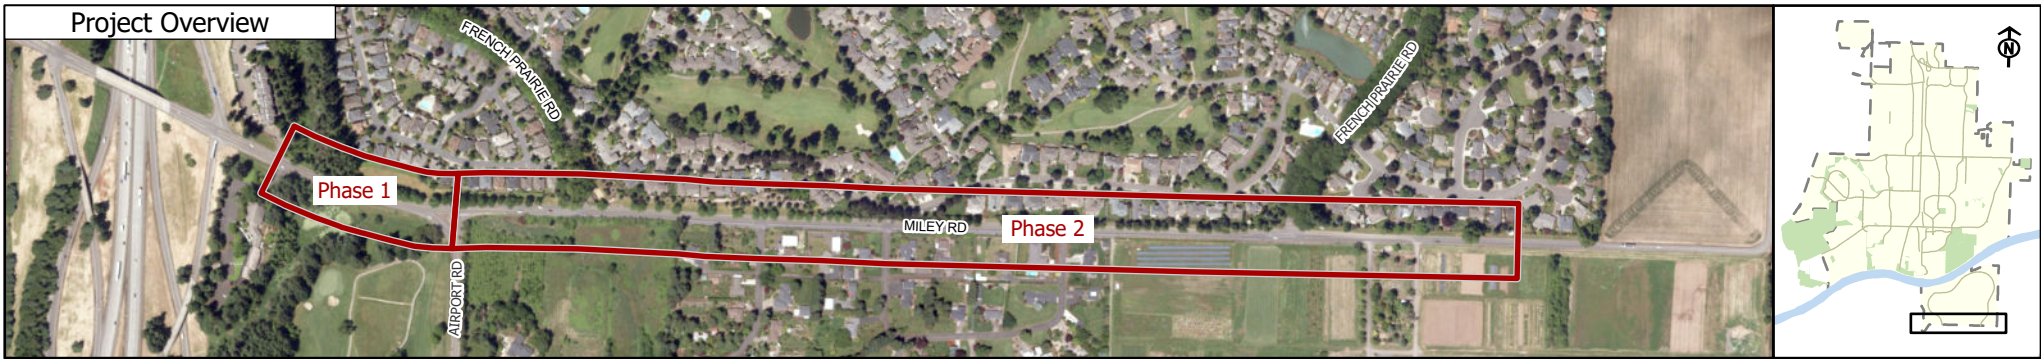 Project Overview
FRENCH PRAIRIE RD
FRENCH PRAIRIE RD
Phase 1
MILEY RD
Phase 2
AIRPORT RD
N